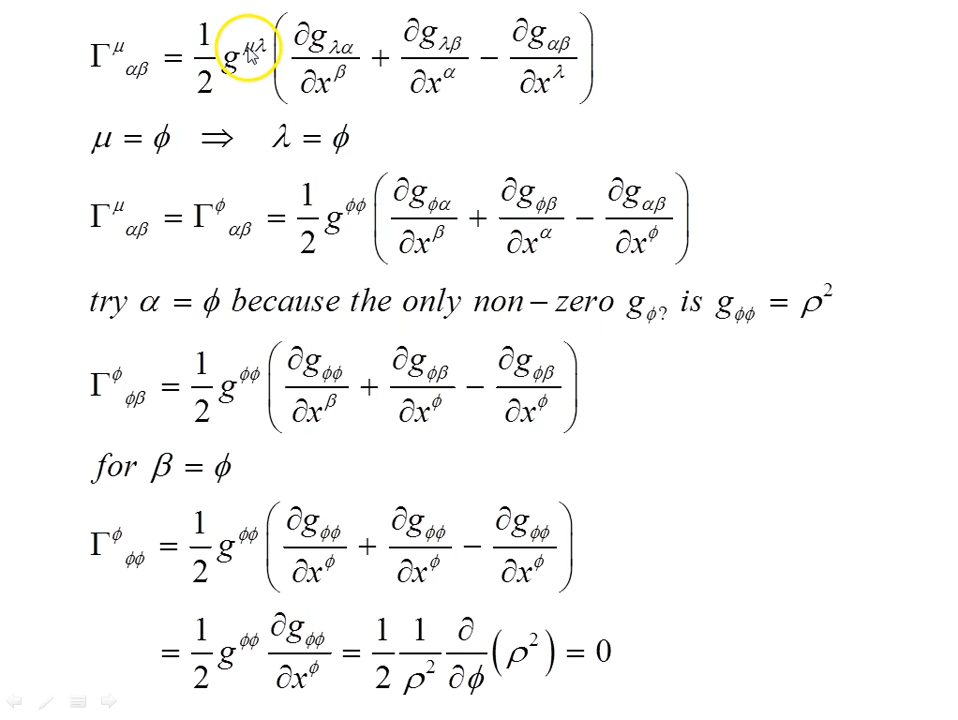 Γ^μ_αβ = 1/2 g^μλ ( ∂g_λα/∂x^β + ∂g_λβ/∂x^α − ∂g_αβ/∂x^λ )
μ = ϕ ⇒ λ = ϕ
Γ^μ_αβ = Γ^ϕ_αβ = 1/2 g^ϕϕ ( ∂g_ϕα/∂x^β + ∂g_ϕβ/∂x^α − ∂g_αβ/∂x^ϕ )
try α = ϕ because the only non − zero g_ϕ? is g_ϕϕ = ρ^2
Γ^ϕ_ϕβ = 1/2 g^ϕϕ ( ∂g_ϕϕ/∂x^β + ∂g_ϕβ/∂x^ϕ − ∂g_ϕβ/∂x^ϕ )
for β = ϕ
Γ^ϕ_ϕϕ = 1/2 g^ϕϕ ( ∂g_ϕϕ/∂x^ϕ + ∂g_ϕϕ/∂x^ϕ − ∂g_ϕϕ/∂x^ϕ )
= 1/2 g^ϕϕ ∂g_ϕϕ/∂x^ϕ = 1/2 1/ρ^2 ∂/∂ϕ (ρ^2) = 0